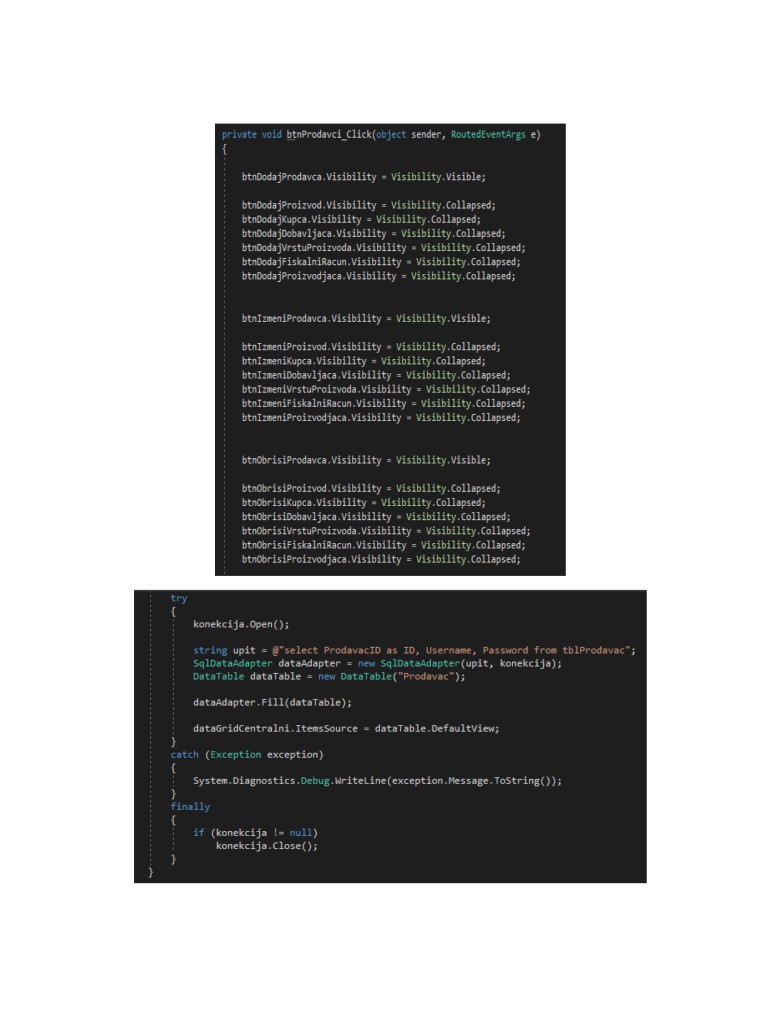 private void btnProdavci_Click(object sender, RoutedEventArgs e)
{
btnDodajProdavca.Visibility = Visibility.Visible;
btnDodajProizvod.Visibility = Visibility.Collapsed;
btnDodajKupca.Visibility = Visibility.Collapsed;
btnDodajDobavljaca.Visibility = Visibility.Collapsed;
btnDodajVrstuProizvoda.Visibility = Visibility.Collapsed;
btnDodajFiskalniRacun.Visibility = Visibility.Collapsed;
btnDodajProizvodjaca.Visibility = Visibility.Collapsed;
btnIzmeniProdavca.Visibility = Visibility.Visible;
btnIzmeniProizvod.Visibility = Visibility.Collapsed;
btnIzmeniKupca.Visibility = Visibility.Collapsed;
btnIzmeniDobavljaca.Visibility = Visibility.Collapsed;
btnIzmeniVrstuProizvoda.Visibility = Visibility.Collapsed;
btnIzmeniFiskalniRacun.Visibility = Visibility.Collapsed;
btnIzmeniProizvodjaca.Visibility = Visibility.Collapsed;
btnObrisiProdavca.Visibility = Visibility.Visible;
btnObrisiProizvod.Visibility = Visibility.Collapsed;
btnObrisiKupca.Visibility = Visibility.Collapsed;
btnObrisiDobavljaca.Visibility = Visibility.Collapsed;
btnObrisiVrstuProizvoda.Visibility = Visibility.Collapsed;
btnObrisiFiskalniRacun.Visibility = Visibility.Collapsed;
btnObrisiProizvodjaca.Visibility = Visibility.Collapsed;
try
{
konekcija.Open();
string upit = @"select ProdavacID as ID, Username, Password from tblProdavac";
SqlDataAdapter dataAdapter = new SqlDataAdapter(upit, konekcija);
DataTable dataTable = new DataTable("Prodavac");
dataAdapter.Fill(dataTable);
dataGridCentralni.ItemsSource = dataTable.DefaultView;
}
catch (Exception exception)
{
System.Diagnostics.Debug.WriteLine(exception.Message.ToString());
}
finally
{
if (konekcija != null)
konekcija.Close();
}
}